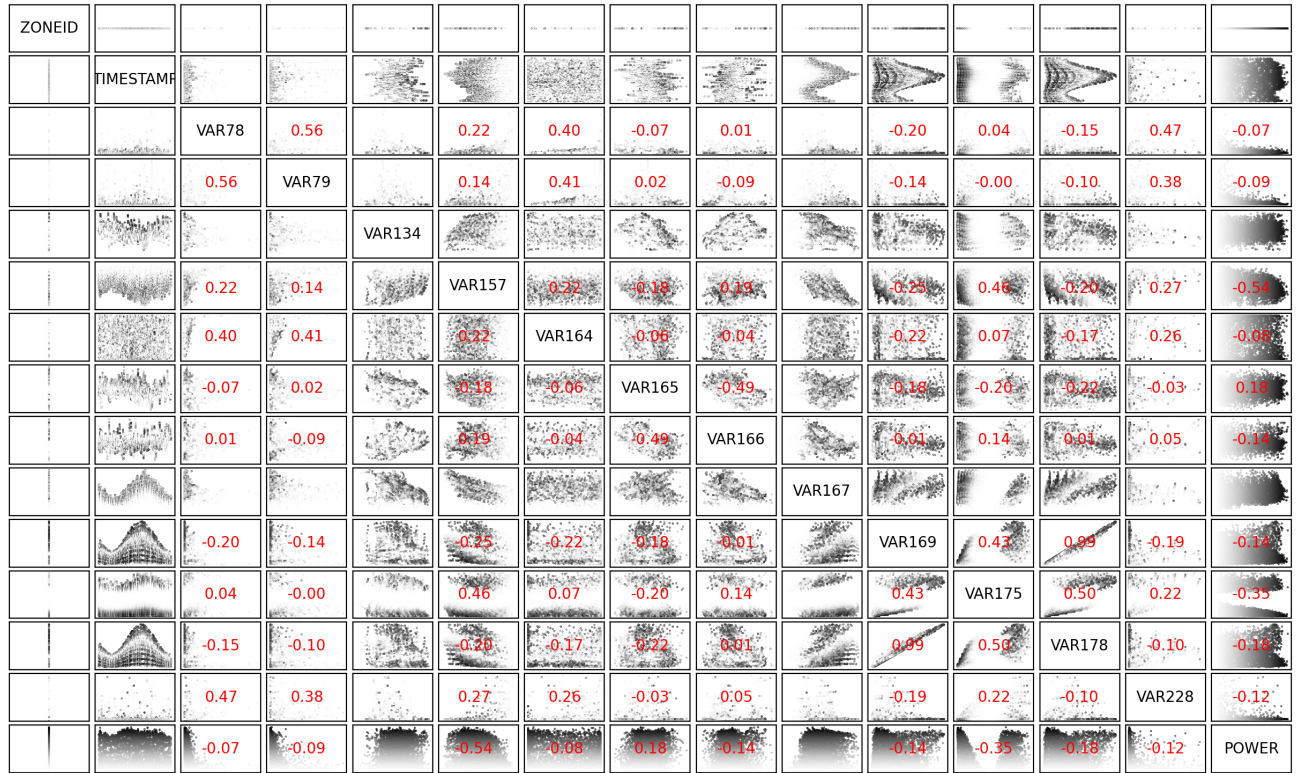 ZONEID
TIMESTAMP
VAR78 0.56 0.22 0.40 -0.07 0.01 -0.20 0.04 -0.15 0.47 -0.07
0.56 VAR79 0.14 0.41 0.02 -0.09 -0.14 -0.00 -0.10 0.38 -0.09
VAR134
0.22 0.14 VAR157 0.22 -0.18 0.19 -0.25 0.46 -0.20 0.27 -0.54
0.40 0.41 0.22 VAR164 -0.06 -0.04 -0.22 0.07 -0.17 0.26 -0.08
-0.07 0.02 -0.18 -0.06 VAR165 -0.49 -0.18 -0.20 -0.22 -0.03 0.18
0.01 -0.09 0.19 -0.04 -0.49 VAR166 -0.01 0.14 0.01 0.05 -0.14
VAR167
-0.20 -0.14 -0.25 -0.22 -0.18 -0.01 VAR169 0.43 0.99 -0.19 -0.14
0.04 -0.00 0.46 0.07 -0.20 0.14 0.43 VAR175 0.50 0.22 -0.35
-0.15 -0.10 -0.20 -0.17 -0.22 0.01 0.99 0.50 VAR178 -0.10 -0.18
0.47 0.38 0.27 0.26 -0.03 0.05 -0.19 0.22 -0.10 VAR228 -0.12
-0.07 -0.09 -0.54 -0.08 0.18 -0.14 -0.14 -0.35 -0.18 -0.12 POWER